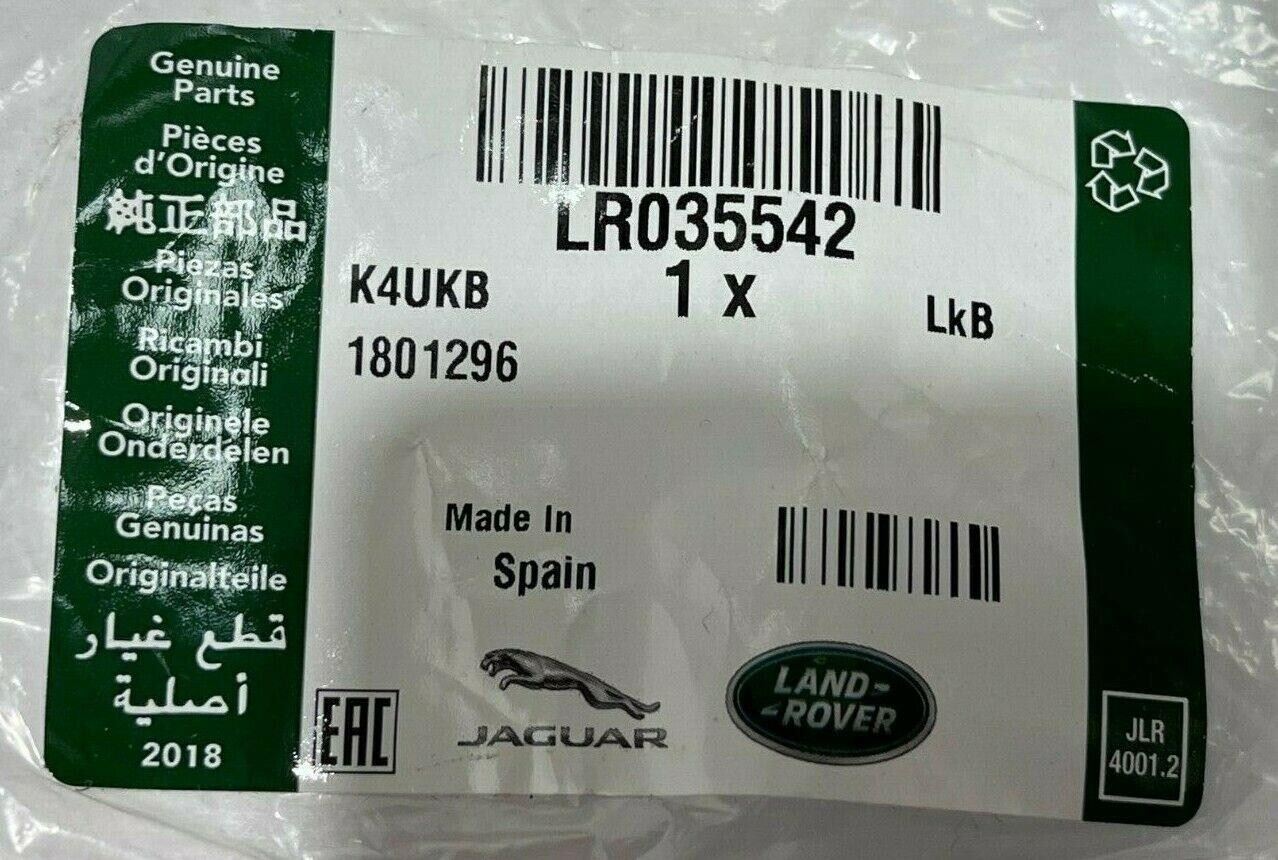 Genuine
Parts
Pièces
d'Origine
純正部品
Piezas
Originales
Ricambi
Originali
Originele
Onderdelen
Peças
Genuinas
Originalteile
قطع غيار
أصلية
2018
LR035542
1 x
K4UKB
LkB
1801296
Made In
Spain
EAC
JAGUAR
LAND-
-ROVER
JLR
4001.2